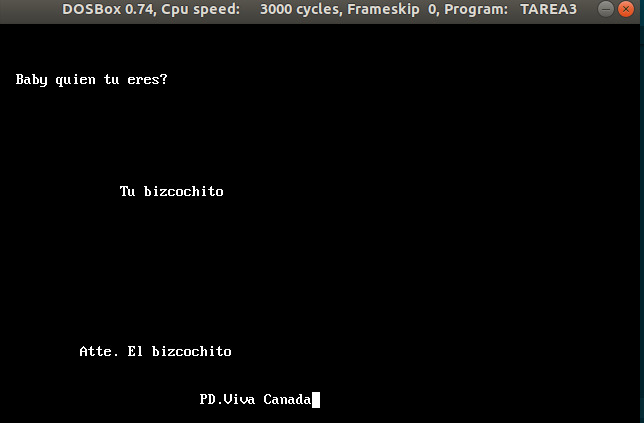 DOSBox 0.74, Cpu speed: 3000 cycles, Frameskip 0, Program: TAREA3
Baby quien tu eres?
Tu bizcochito
Atte. El bizcochito
PD.Viva Canada